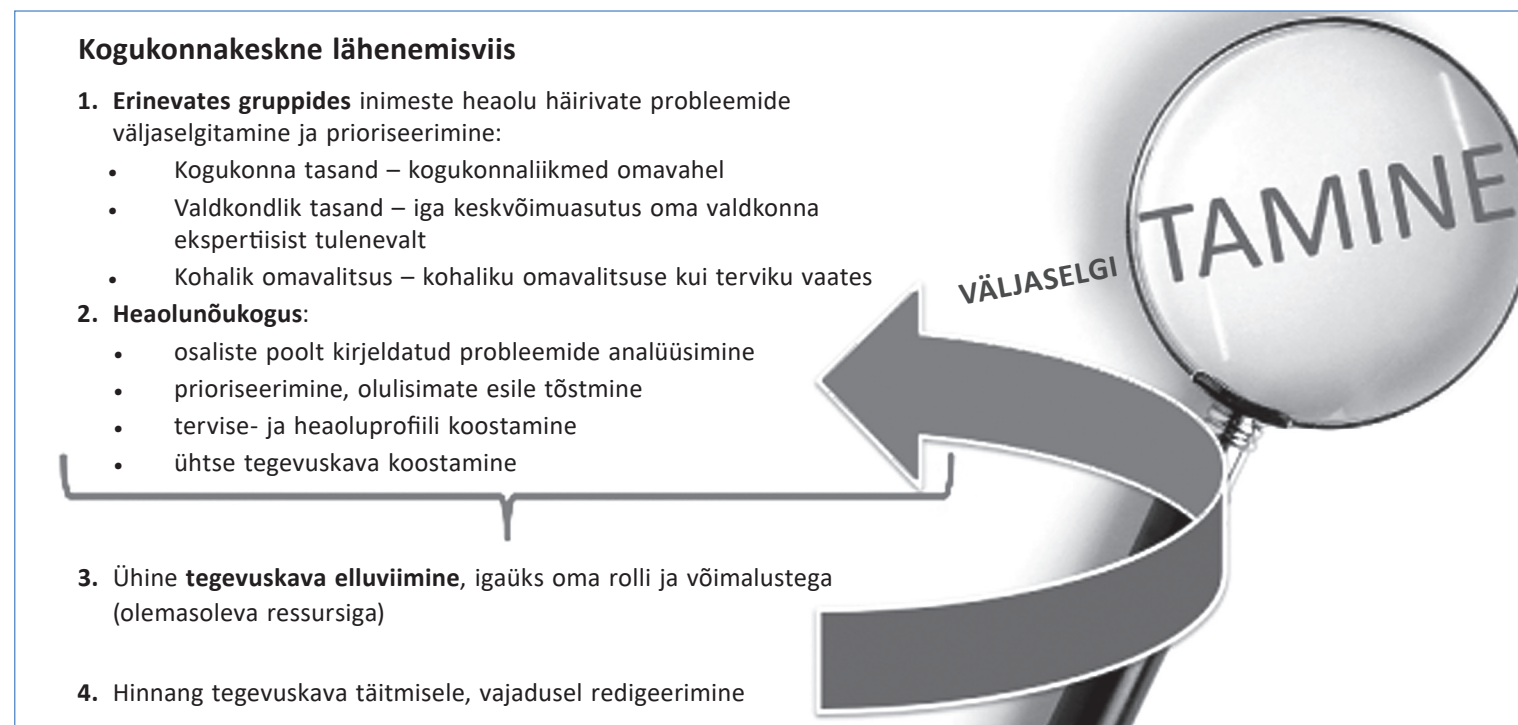 Kogukonnakeskne lähenemisviis
1. Erinevates gruppides inimeste heaolu häirivate probleemide
väljaselgitamine ja prioriseerimine:
• Kogukonna tasand – kogukonnaliikmed omavahel
• Valdkondlik tasand – iga keskvõimuasutus oma valdkonna
ekspertiisist tulenevalt
• Kohalik omavalitsus – kohaliku omavalitsuse kui terviku vaates
2. Heaolunõukogus:
• osaliste poolt kirjeldatud probleemide analüüsimine
• prioriseerimine, olulisimate esile tõstmine
• tervise- ja heaoluprofiili koostamine
• ühtse tegevuskava koostamine
3. Ühine tegevuskava elluviimine, igaüks oma rolli ja võimalustega
(olemasoleva ressursiga)
4. Hinnang tegevuskava täitmisele, vajadusel redigeerimine
VÄLJASELGI
TAMINE